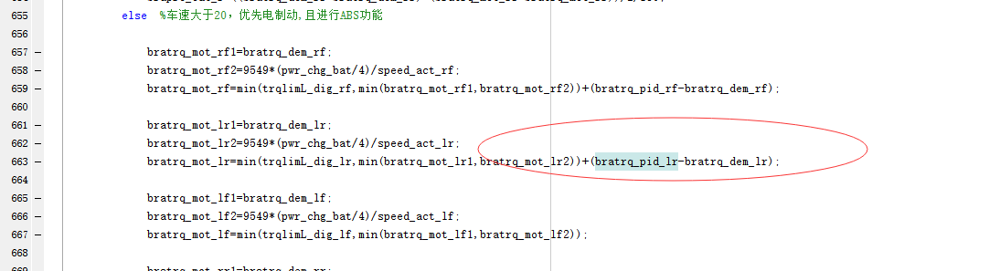 655 else %车速大于20，优先电制动,且进行ABS功能
656
657 — bratrq_mot_rf1=bratrq_dem_rf;
658 — bratrq_mot_rf2=9549*(pwr_chg_bat/4)/speed_act_rf;
659 — bratrq_mot_rf=min(trqlimL_dig_rf,min(bratrq_mot_rf1,bratrq_mot_rf2))+(bratrq_pid_rf-bratrq_dem_rf);
660
661 — bratrq_mot_lr1=bratrq_dem_lr;
662 — bratrq_mot_lr2=9549*(pwr_chg_bat/4)/speed_act_lr;
663 — bratrq_mot_lr=min(trqlimL_dig_lr,min(bratrq_mot_lr1,bratrq_mot_lr2))+(bratrq_pid_lr-bratrq_dem_lr);
664
665 — bratrq_mot_lf1=bratrq_dem_lf;
666 — bratrq_mot_lf2=9549*(pwr_chg_bat/4)/speed_act_lf;
667 — bratrq_mot_lf=min(trqlimL_dig_lf,min(bratrq_mot_lf1,bratrq_mot_lf2));
668